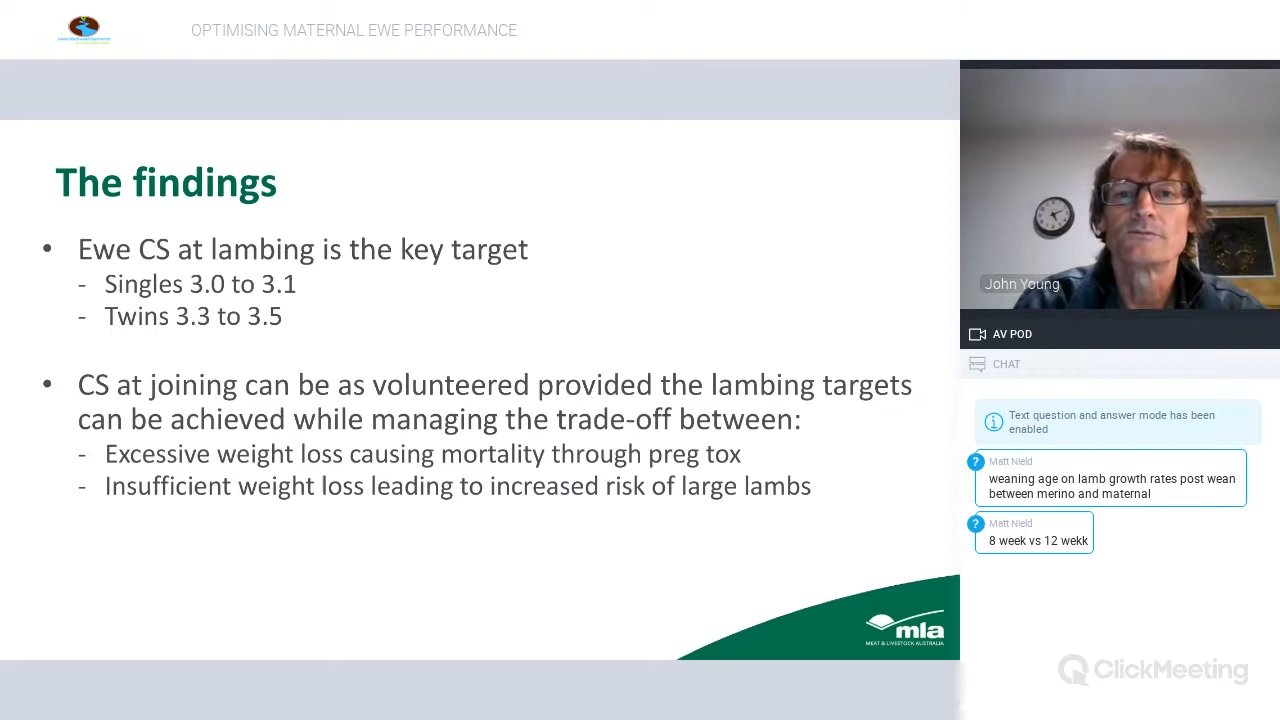 OPTIMISING MATERNAL EWE PERFORMANCE
The findings
• Ewe CS at lambing is the key target
- Singles 3.0 to 3.1
- Twins 3.3 to 3.5
• CS at joining can be as volunteered provided the lambing targets
can be achieved while managing the trade-off between:
- Excessive weight loss causing mortality through preg tox
- Insufficient weight loss leading to increased risk of large lambs
mla
MEAT & LIVESTOCK AUSTRALIA
John Young
AV POD
CHAT
Text question and answer mode has been
enabled
?
Matt Nield
weaning age on lamb growth rates post wean
between merino and maternal
?
Matt Nield
8 week vs 12 wekk
ClickMeeting